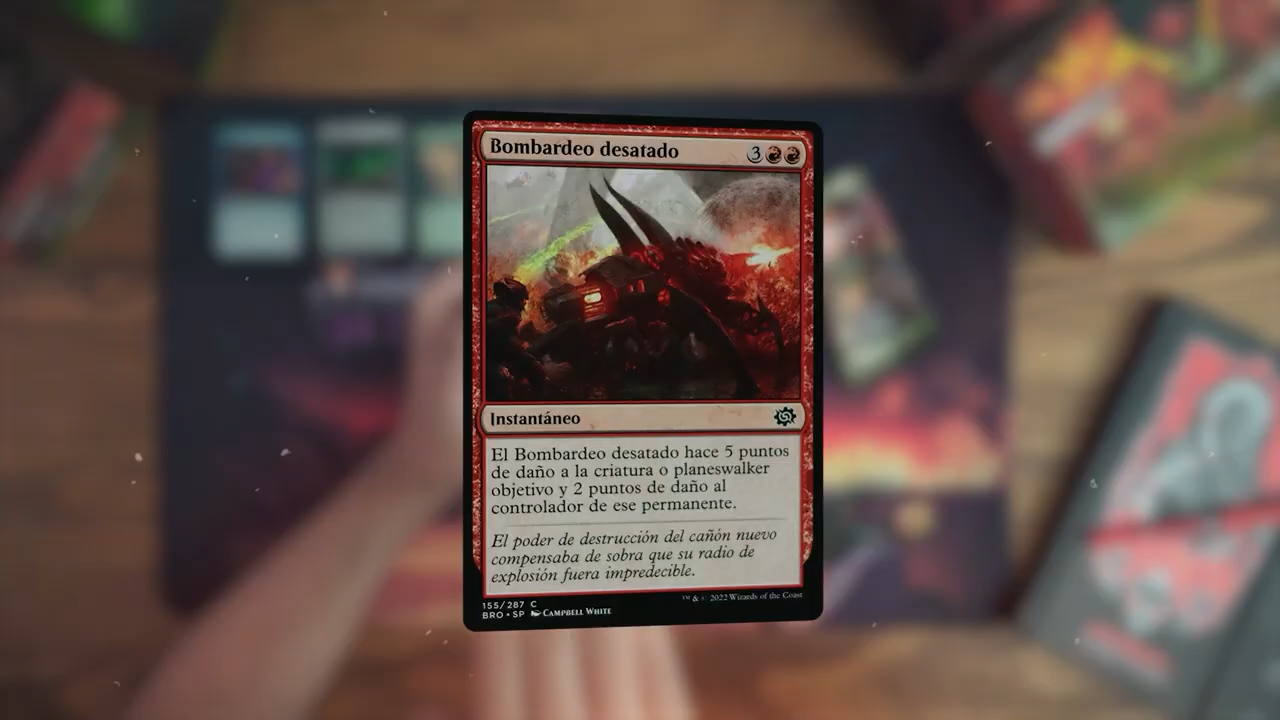 Bombardeo desatado 3
Instantáneo
El Bombardeo desatado hace 5 puntos
de daño a la criatura o planeswalker
objetivo y 2 puntos de daño al
controlador de ese permanente.
El poder de destrucción del cañón nuevo
compensaba de sobra que su radio de
explosión fuera impredecible.
155/287 C
BRO • SP CAMPBELL WHITE
™ & © 2022 Wizards of the Coast